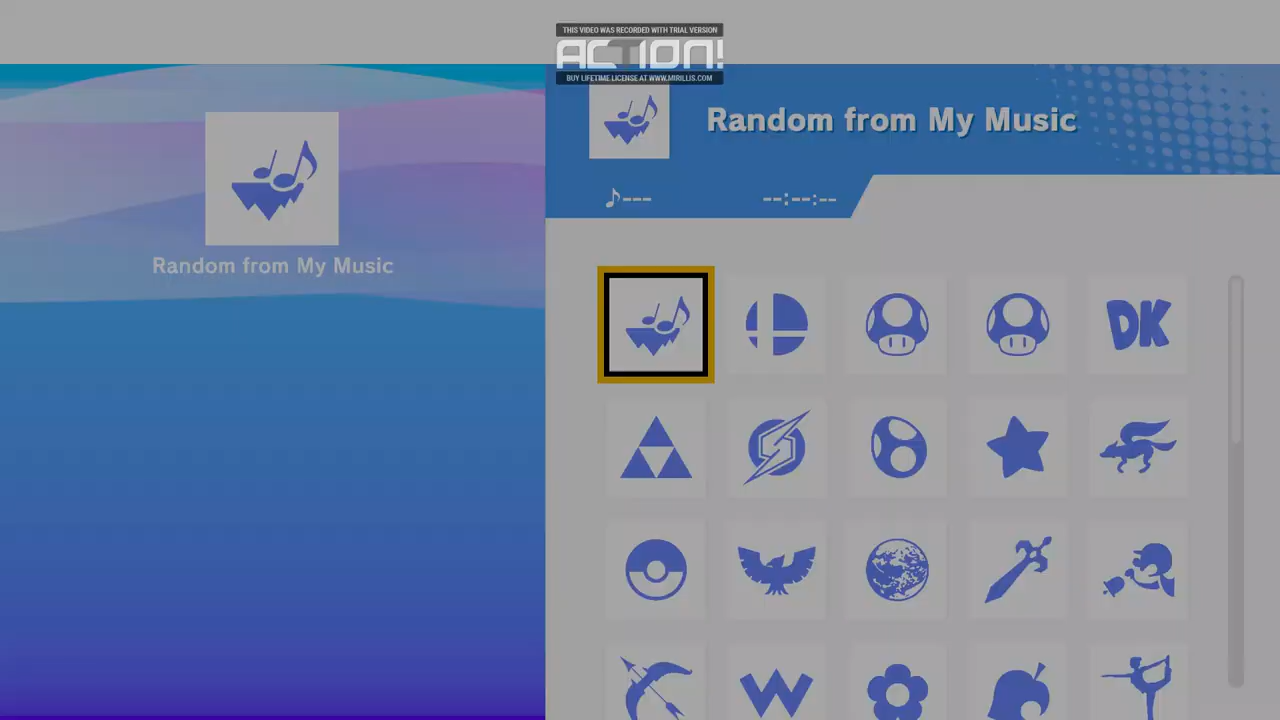 THIS VIDEO WAS RECORDED WITH TRIAL VERSION
ACTION!
BUY LIFETIME LICENSE AT WWW.MIRILLIS.COM
Random from My Music
♪--- --:--:--
Random from My Music
DK